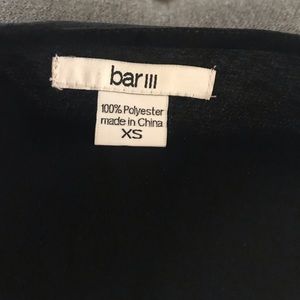 bar III
100% Polyester
made in China
XS